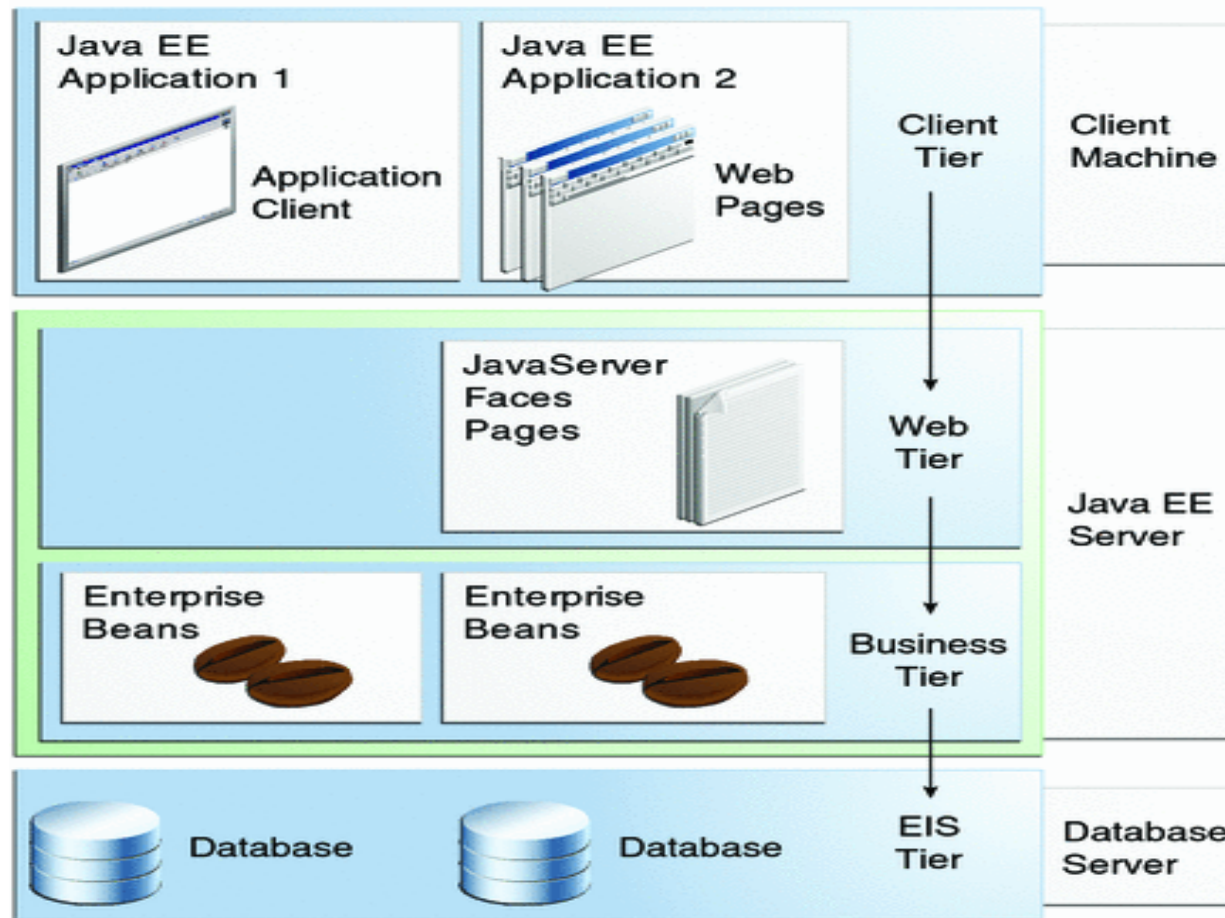 Java EE
Application 1
Application
Client
Java EE
Application 2
Web
Pages
Client
Tier
Client
Machine
JavaServer
Faces
Pages
Web
Tier
Java EE
Server
Enterprise
Beans
Enterprise
Beans
Business
Tier
Database
Database
EIS
Tier
Database
Server